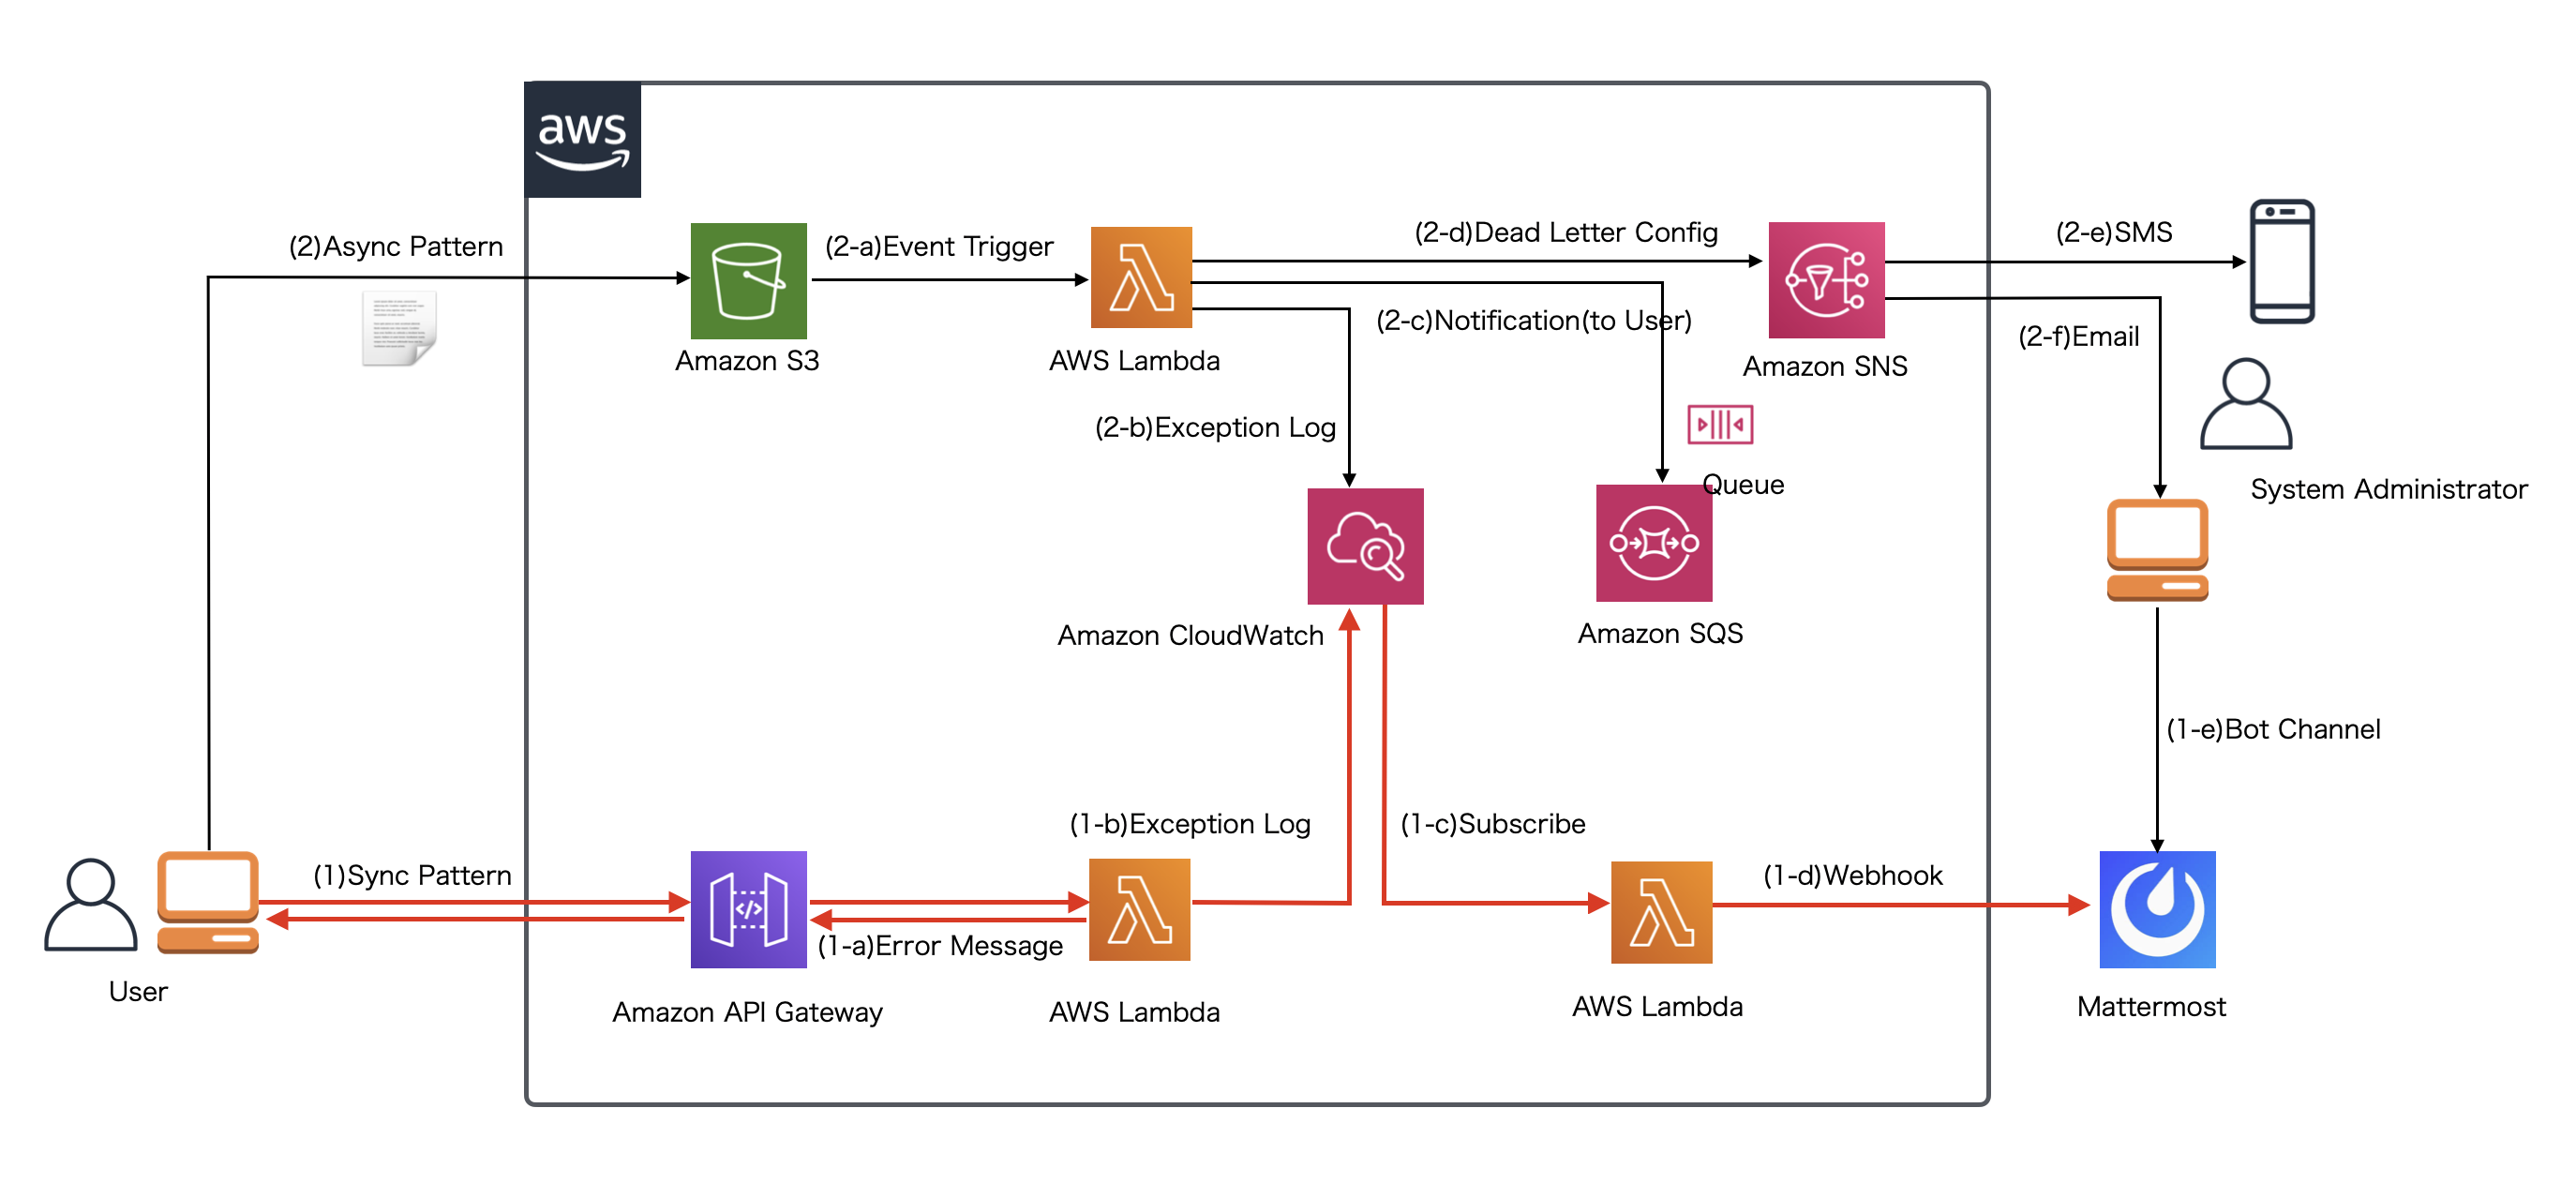 aws
(2)Async Pattern
(2-a)Event Trigger
(2-d)Dead Letter Config
(2-e)SMS
(2-c)Notification(to User)
(2-f)Email
Amazon S3
AWS Lambda
Amazon SNS
(2-b)Exception Log
Queue
System Administrator
Amazon CloudWatch
Amazon SQS
(1-e)Bot Channel
(1-b)Exception Log
(1-c)Subscribe
(1)Sync Pattern
(1-d)Webhook
(1-a)Error Message
User
Amazon API Gateway
AWS Lambda
AWS Lambda
Mattermost